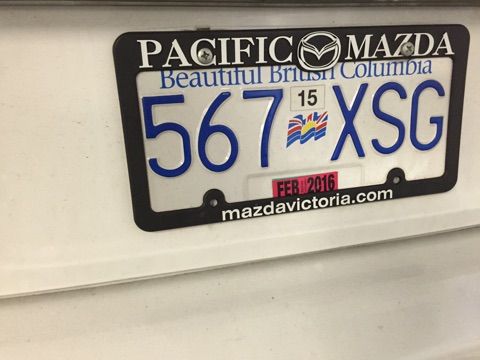 PACIFIC MAZDA
Beautiful British Columbia
15
567 XSG
FEB 2016
mazdavictoria.com